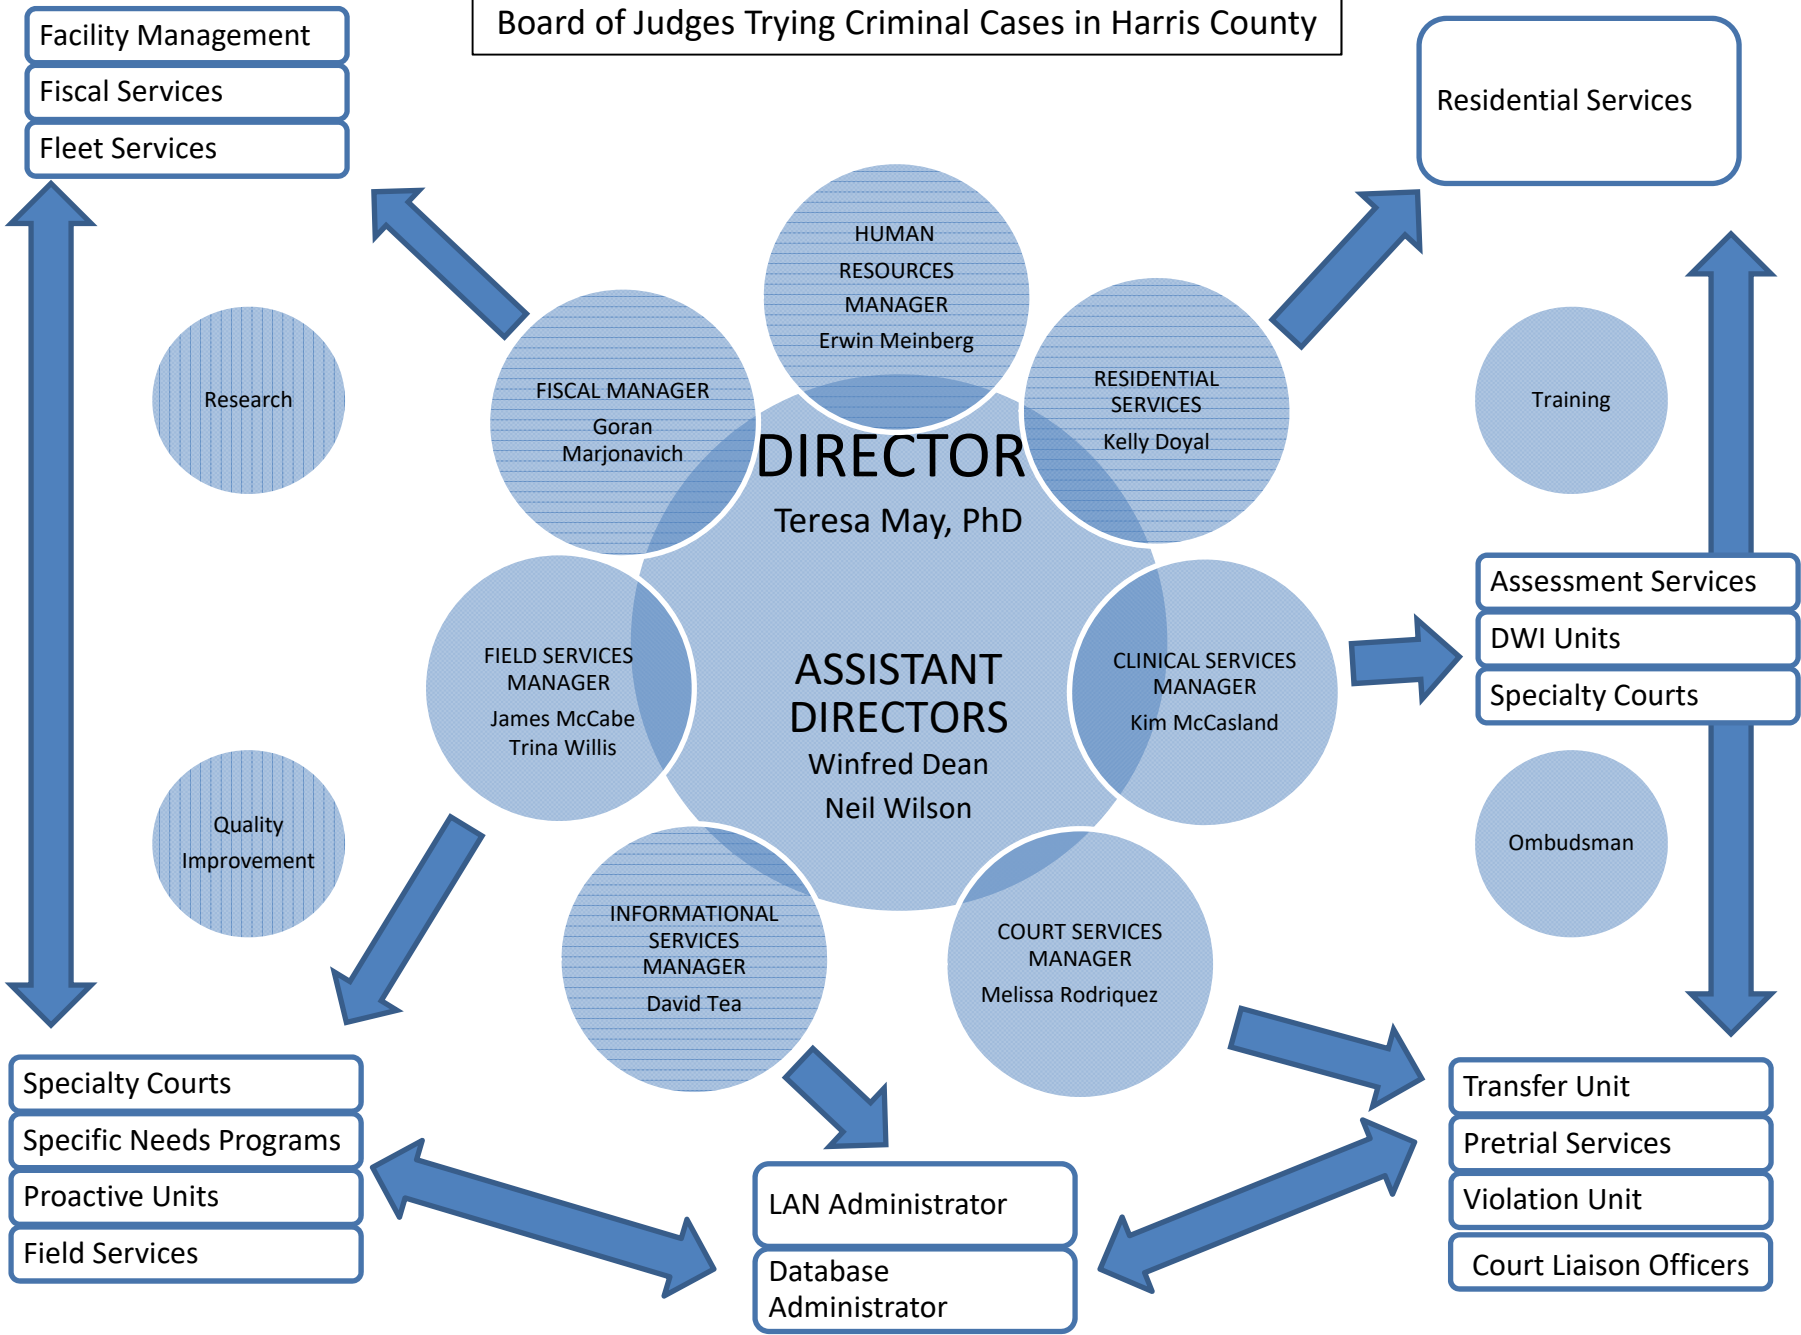 Board of Judges Trying Criminal Cases in Harris County
Facility Management
Fiscal Services
Fleet Services
Residential Services
HUMAN
RESOURCES
MANAGER
Erwin Meinberg
FISCAL MANAGER
Goran
Marjonavich
RESIDENTIAL
SERVICES
Kelly Doyal
Research
Training
DIRECTOR
Teresa May, PhD
ASSISTANT
DIRECTORS
Winfred Dean
Neil Wilson
FIELD SERVICES
MANAGER
James McCabe
Trina Willis
CLINICAL SERVICES
MANAGER
Kim McCasland
Assessment Services
DWI Units
Specialty Courts
Quality
Improvement
Ombudsman
INFORMATIONAL
SERVICES
MANAGER
David Tea
COURT SERVICES
MANAGER
Melissa Rodriquez
Specialty Courts
Specific Needs Programs
Proactive Units
Field Services
LAN Administrator
Database
Administrator
Transfer Unit
Pretrial Services
Violation Unit
Court Liaison Officers